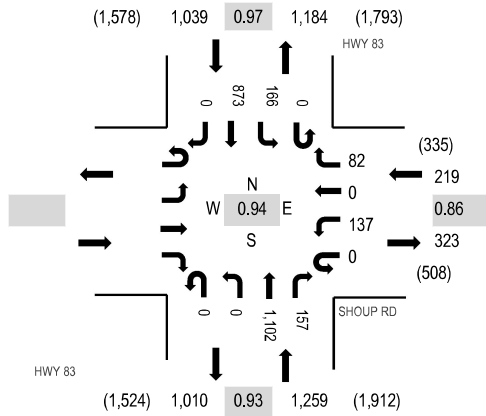 (1,578) 1,039 0.97 1,184 (1,793)
HWY 83
0 873 166 0
(335)
82
219
N
0
W 0.94 E
0.86
137
323
S
0
(508)
0 0 1,102 157
SHOUP RD
HWY 83
(1,524) 1,010 0.93 1,259 (1,912)